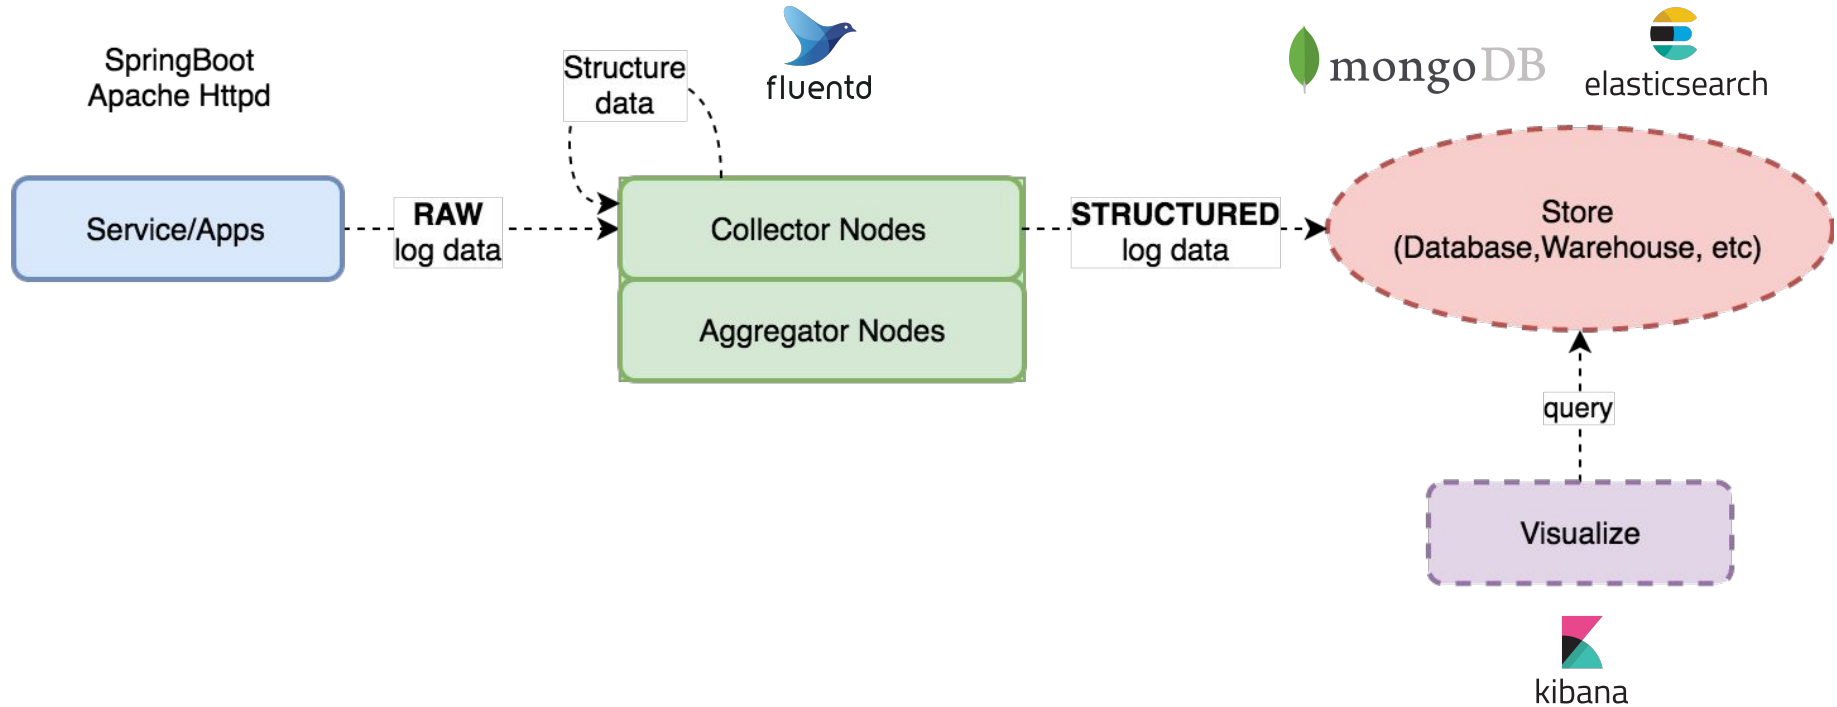 SpringBoot
Apache Httpd
Structure
data
fluentd
mongoDB
elasticsearch
Service/Apps
RAW
log data
Collector Nodes
Aggregator Nodes
STRUCTURED
log data
Store
(Database,Warehouse, etc)
query
Visualize
kibana